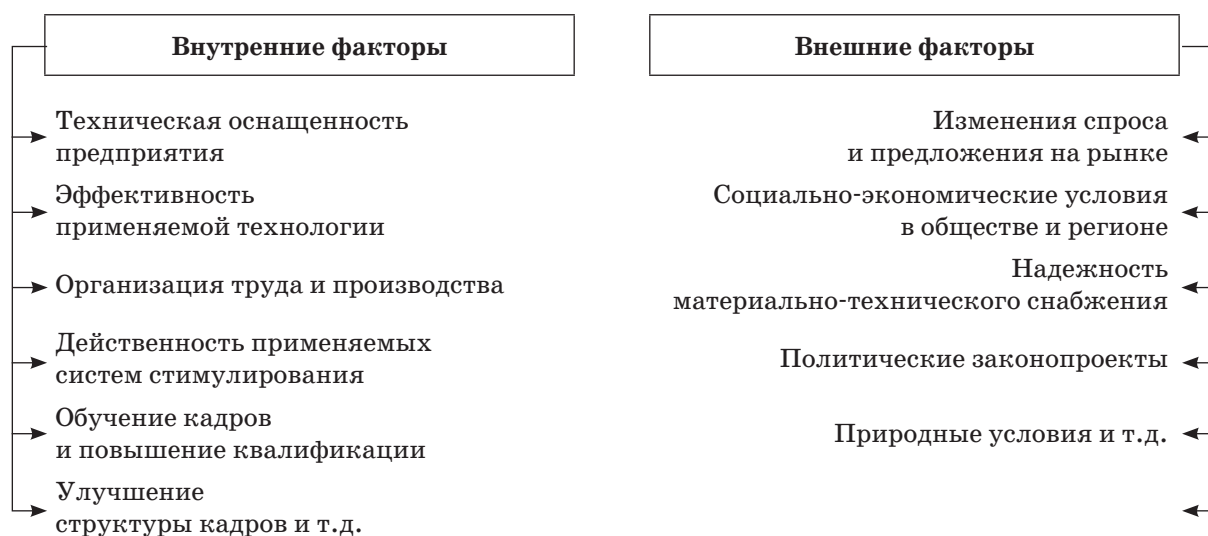 Внутренние факторы
Техническая оснащенность
предприятия
Эффективность
применяемой технологии
Организация труда и производства
Действенность применяемых
систем стимулирования
Обучение кадров
и повышение квалификации
Улучшение
структуры кадров и т.д.
Внешние факторы
Изменения спроса
и предложения на рынке
Социально-экономические условия
в обществе и регионе
Надежность
материально-технического снабжения
Политические законопроекты
Природные условия и т.д.